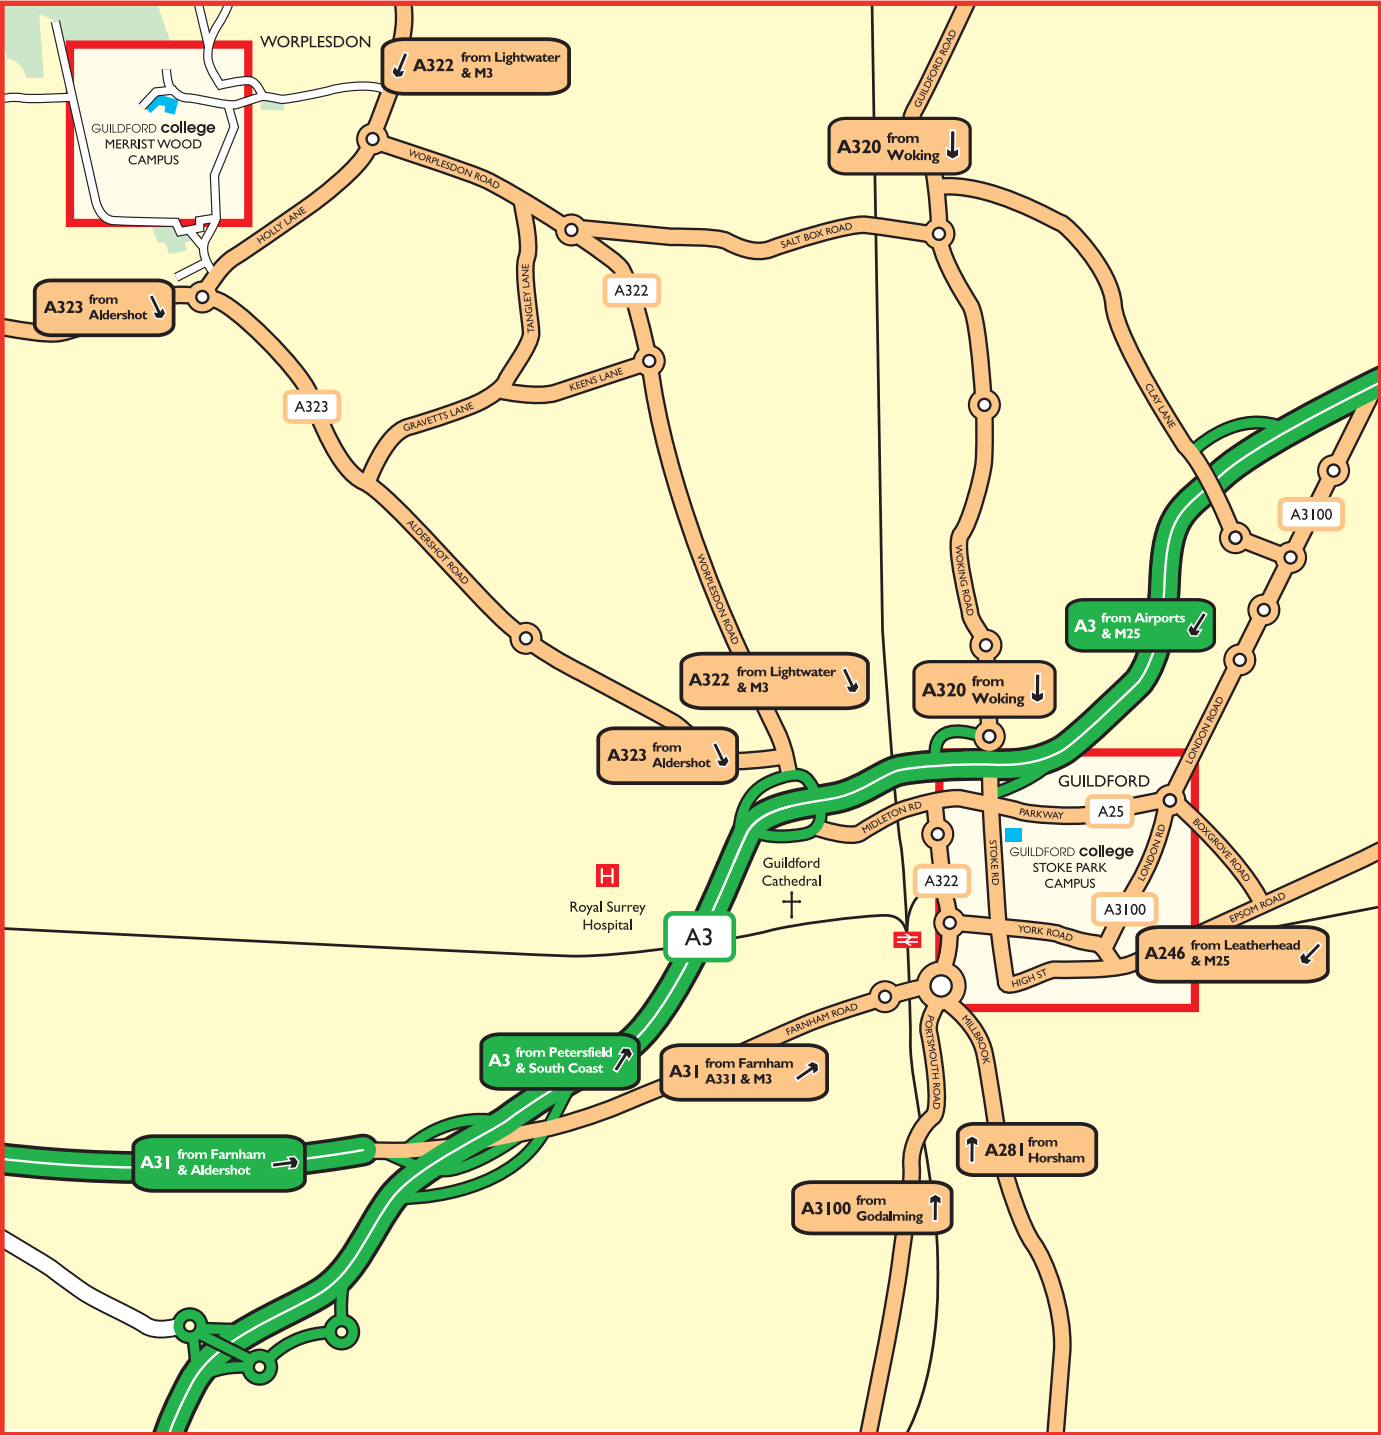 WORPLESDON
A322 from Lightwater
& M3
GUILDFORD ROAD
GUILDFORD college
MERRIST WOOD
CAMPUS
A320 from
Woking
WORPLESDON ROAD
HOLLY LANE
SALT BOX ROAD
A323 from
Aldershot
TANGLEY LANE
A322
A323
KEENS LANE
GRAVETTS LANE
CLAY LANE
A3100
ALDERSHOT ROAD
WORPLESDON ROAD
WOKING ROAD
A3 from Airports
& M25
A322 from Lightwater
& M3
A320 from
Woking
A323 from
Aldershot
LONDON ROAD
GUILDFORD
MIDLETON RD
PARKWAY
A25
STOKE RD
GUILDFORD college
STOKE PARK
CAMPUS
LONDON RD
BOXGROVE ROAD
H
Royal Surrey
Hospital
Guildford
Cathedral
A322
A3100
EPSOM ROAD
A3
YORK ROAD
A246 from Leatherhead
& M25
HIGH ST
FARNHAM ROAD
PORTSMOUTH ROAD
MILLBROOK
A3 from Petersfield
& South Coast
A31 from Farnham
A331 & M3
A31 from Farnham
& Aldershot
A281 from
Horsham
A3100 from
Godalming